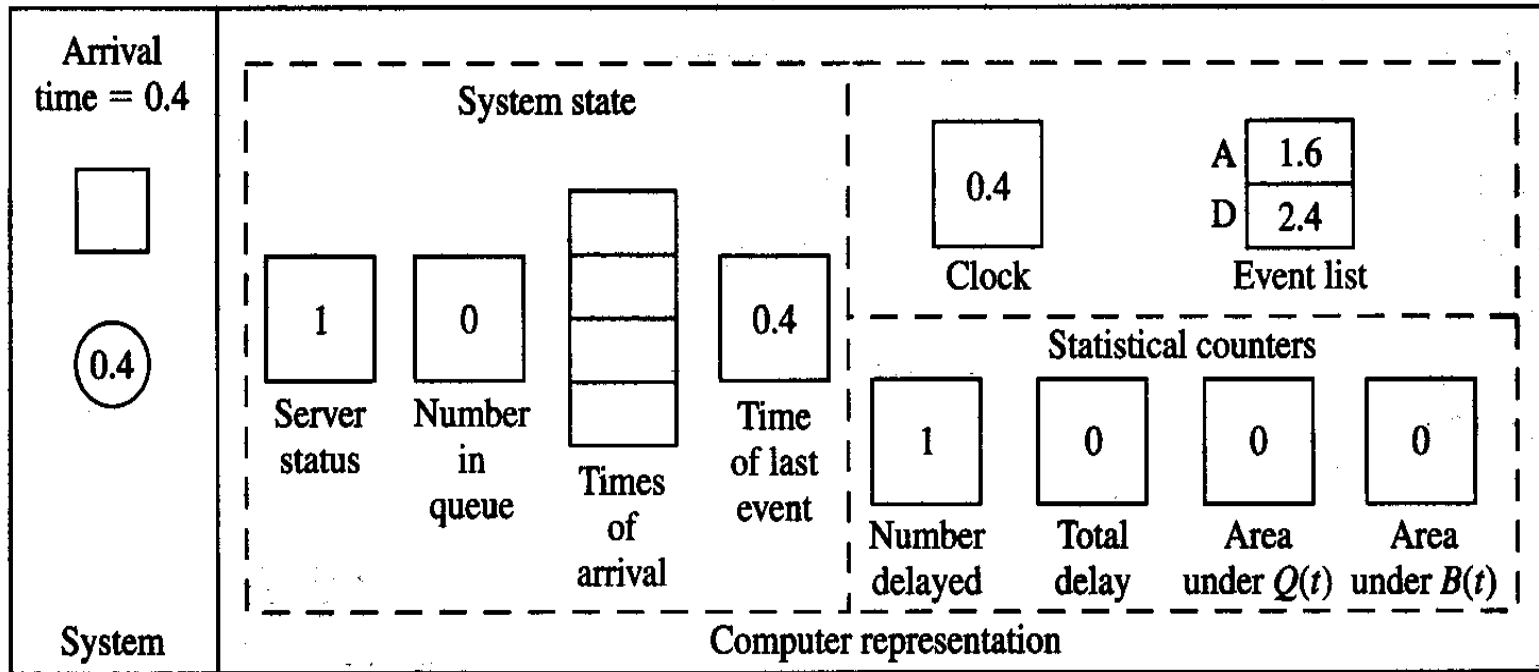 Arrival
time = 0.4
0.4
System
System state
1
Server
status
0
Number
in
queue
Times
of
arrival
0.4
Time
of last
event
0.4
Clock
A 1.6
D 2.4
Event list
Statistical counters
1
Number
delayed
0
Total
delay
0
Area
under Q(t)
0
Area
under B(t)
Computer representation